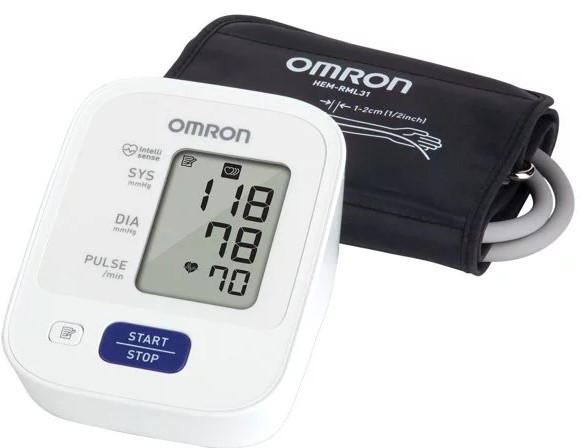 OMRON
HEM-RML31
1-2cm(1/2inch)
OMRON
Intelli
sense
SYS
mmHg
118
DIA
mmHg
78
PULSE
/min
70
START
STOP